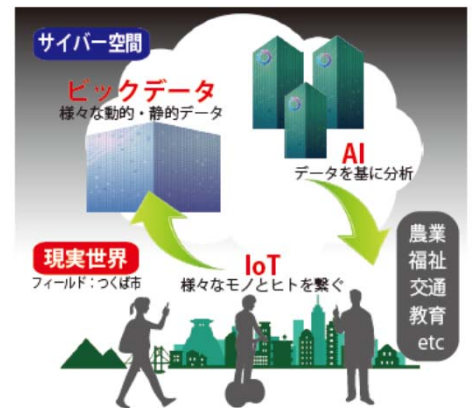 サイバー空間
ビックデータ
様々な動的・静的データ
AI
データを基に分析
現実世界
フィールド：つくば市
IoT
様々なモノとヒトを繋ぐ
農業
福祉
交通
教育
etc